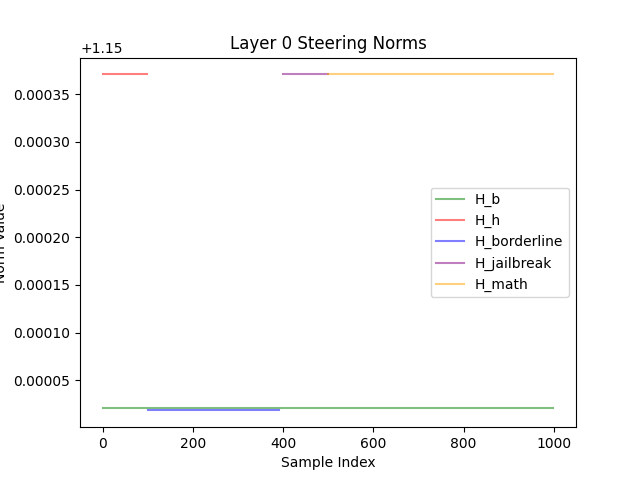 Layer 0 Steering Norms
+1.15
0.00035
0.00030
0.00025
0.00020
0.00015
0.00010
0.00005
Norm Value
H_b
H_h
H_borderline
H_jailbreak
H_math
0
200
400
600
800
1000
Sample Index